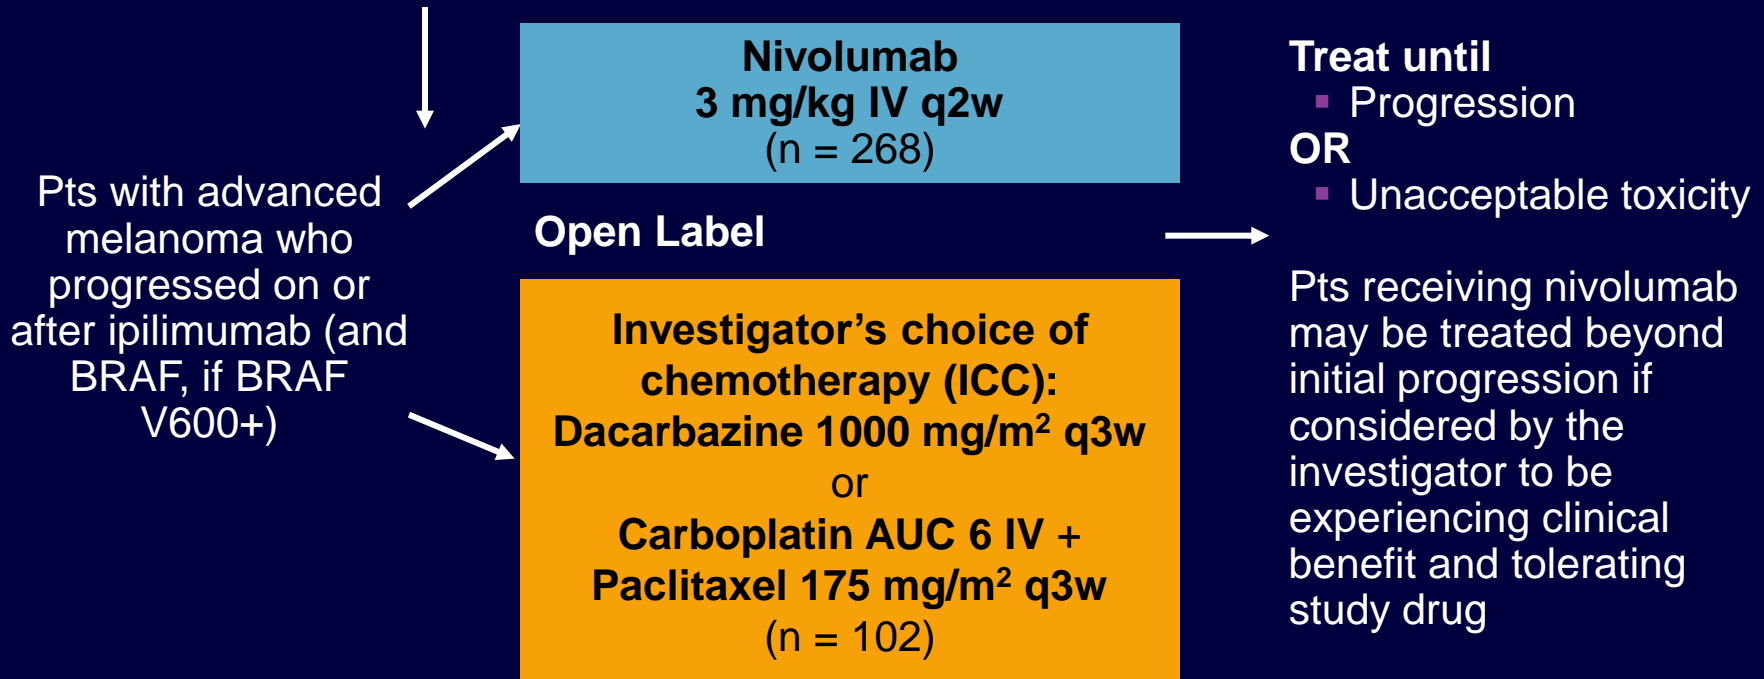 Pts with advanced
melanoma who
progressed on or
after ipilimumab (and
BRAF, if BRAF
V600+)
Nivolumab
3 mg/kg IV q2w
(n = 268)
Open Label
Investigator’s choice of
chemotherapy (ICC):
Dacarbazine 1000 mg/m² q3w
or
Carboplatin AUC 6 IV +
Paclitaxel 175 mg/m² q3w
(n = 102)
Treat until
▪ Progression
OR
▪ Unacceptable toxicity
Pts receiving nivolumab
may be treated beyond
initial progression if
considered by the
investigator to be
experiencing clinical
benefit and tolerating
study drug